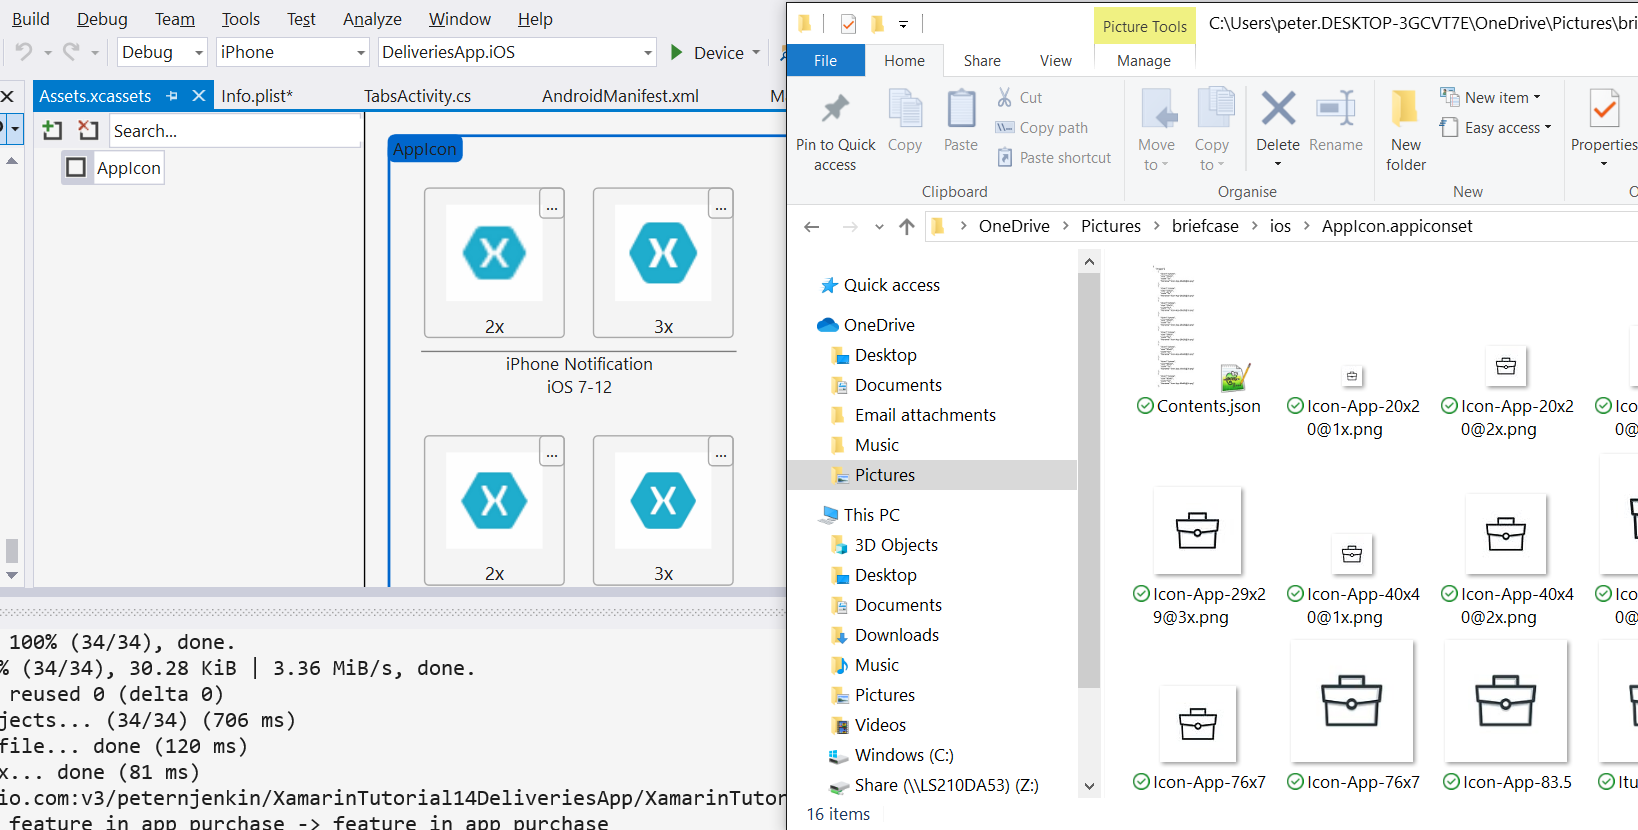 Build Debug Team Tools Test Analyze Window Help
Debug iPhone DeliveriesApp.iOS Device
Assets.xcassets Info.plist* TabsActivity.cs AndroidManifest.xml M
Search...
AppIcon
AppIcon
... ...
2x 3x
iPhone Notification
iOS 7-12
... ...
2x 3x
100% (34/34), done.
% (34/34), 30.28 KiB | 3.36 MiB/s, done.
reused 0 (delta 0)
jects... (34/34) (706 ms)
file... done (120 ms)
x... done (81 ms)
io.com:v3/peternjenkin/XamarinTutorial14DeliveriesApp/XamarinTutor
feature in app purchase -> feature in app purchase
Picture Tools C:\Users\peter.DESKTOP-3GCVT7E\OneDrive\Pictures\bri
File Home Share View Manage
Pin to Quick access
Copy
Paste
Cut
Copy path
Paste shortcut
Clipboard
Move to
Copy to
Delete
Rename
Organise
New folder
New item
Easy access
New
Properties
O
OneDrive > Pictures > briefcase > ios > AppIcon.appiconset
Quick access
OneDrive
Desktop
Documents
Email attachments
Music
Pictures
This PC
3D Objects
Desktop
Documents
Downloads
Music
Pictures
Videos
Windows (C:)
Share (\\LS210DA53) (Z:)
Contents.json
Icon-App-20x2
0@1x.png
Icon-App-20x2
0@2x.png
Ico
0@
Icon-App-29x2
9@3x.png
Icon-App-40x4
0@1x.png
Icon-App-40x4
0@2x.png
Ico
0@
Icon-App-76x7
Icon-App-76x7
Icon-App-83.5
Itu
16 items